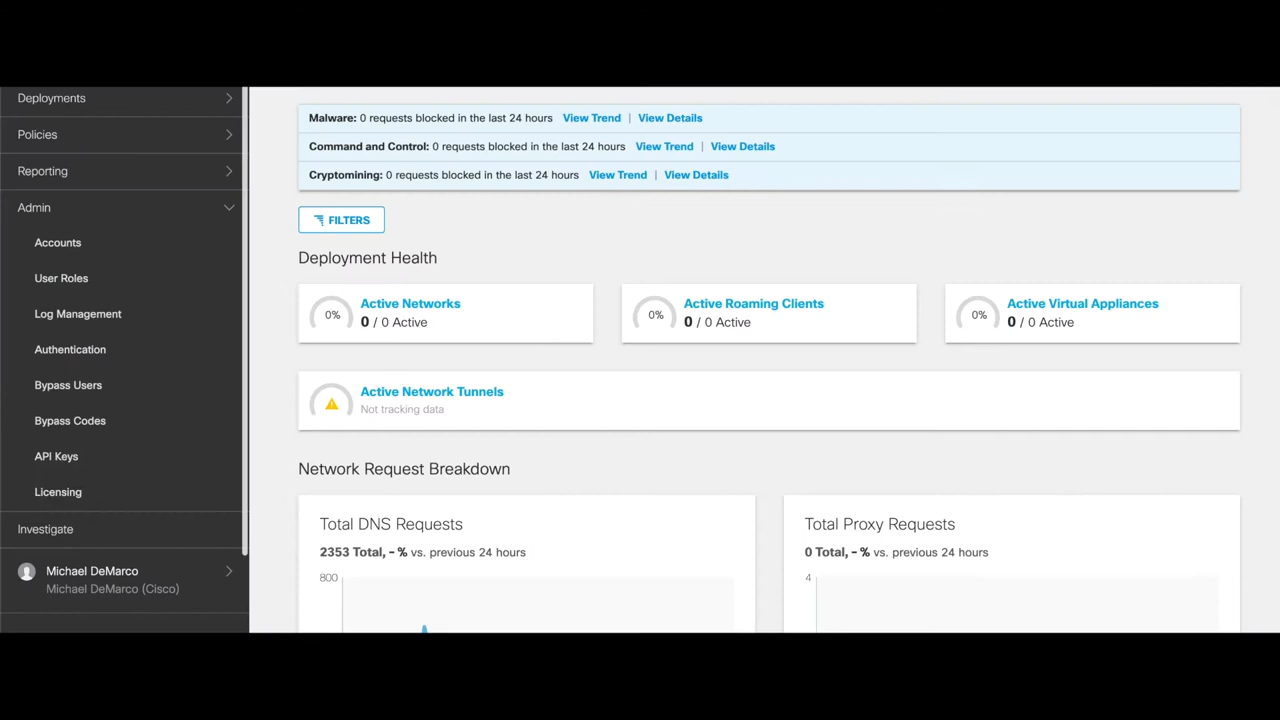 Deployments
Policies
Reporting
Admin
Accounts
User Roles
Log Management
Authentication
Bypass Users
Bypass Codes
API Keys
Licensing
Investigate
Michael DeMarco
Michael DeMarco (Cisco)
Malware: 0 requests blocked in the last 24 hours View Trend | View Details
Command and Control: 0 requests blocked in the last 24 hours View Trend | View Details
Cryptomining: 0 requests blocked in the last 24 hours View Trend | View Details
FILTERS
Deployment Health
0% Active Networks
0 / 0 Active
0% Active Roaming Clients
0 / 0 Active
0% Active Virtual Appliances
0 / 0 Active
Active Network Tunnels
Not tracking data
Network Request Breakdown
Total DNS Requests
2353 Total, - % vs. previous 24 hours
800
Total Proxy Requests
0 Total, - % vs. previous 24 hours
4